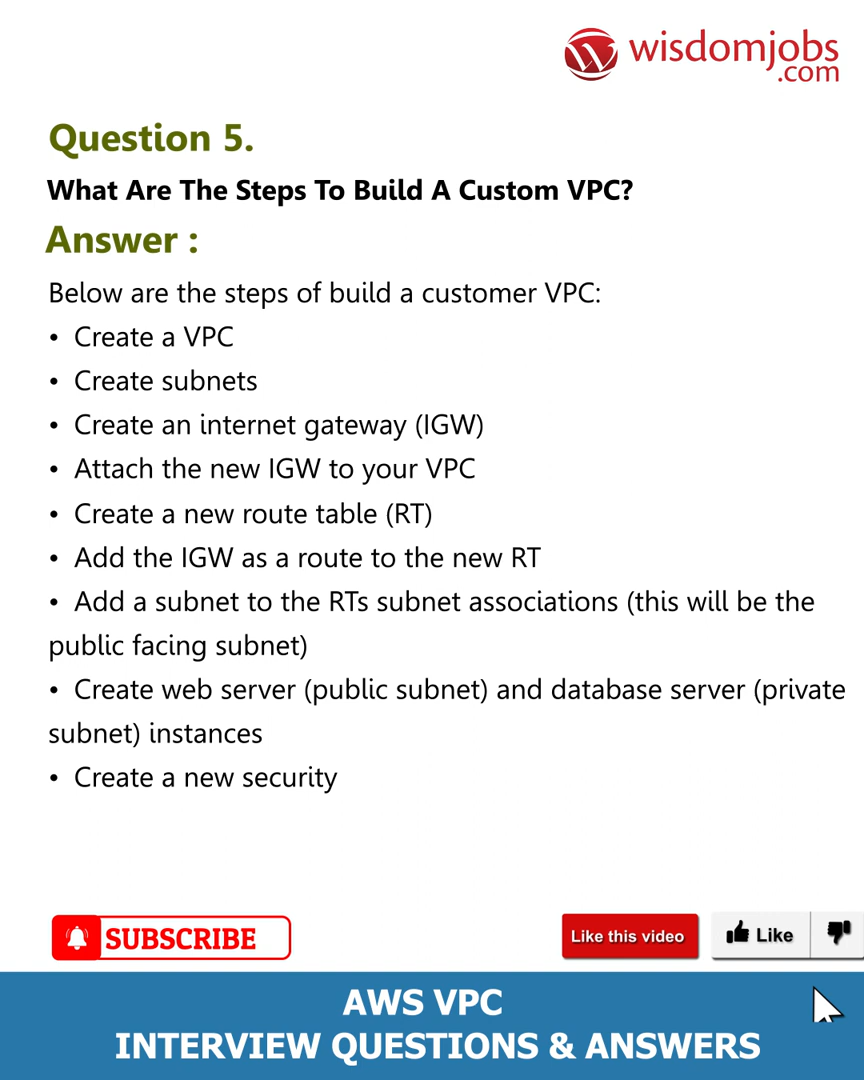 wisdomjobs
.com
Question 5.
What Are The Steps To Build A Custom VPC?
Answer :
Below are the steps of build a customer VPC:
• Create a VPC
• Create subnets
• Create an internet gateway (IGW)
• Attach the new IGW to your VPC
• Create a new route table (RT)
• Add the IGW as a route to the new RT
• Add a subnet to the RTs subnet associations (this will be the
public facing subnet)
• Create web server (public subnet) and database server (private
subnet) instances
• Create a new security
SUBSCRIBE
Like this video
Like
AWS VPC
INTERVIEW QUESTIONS & ANSWERS